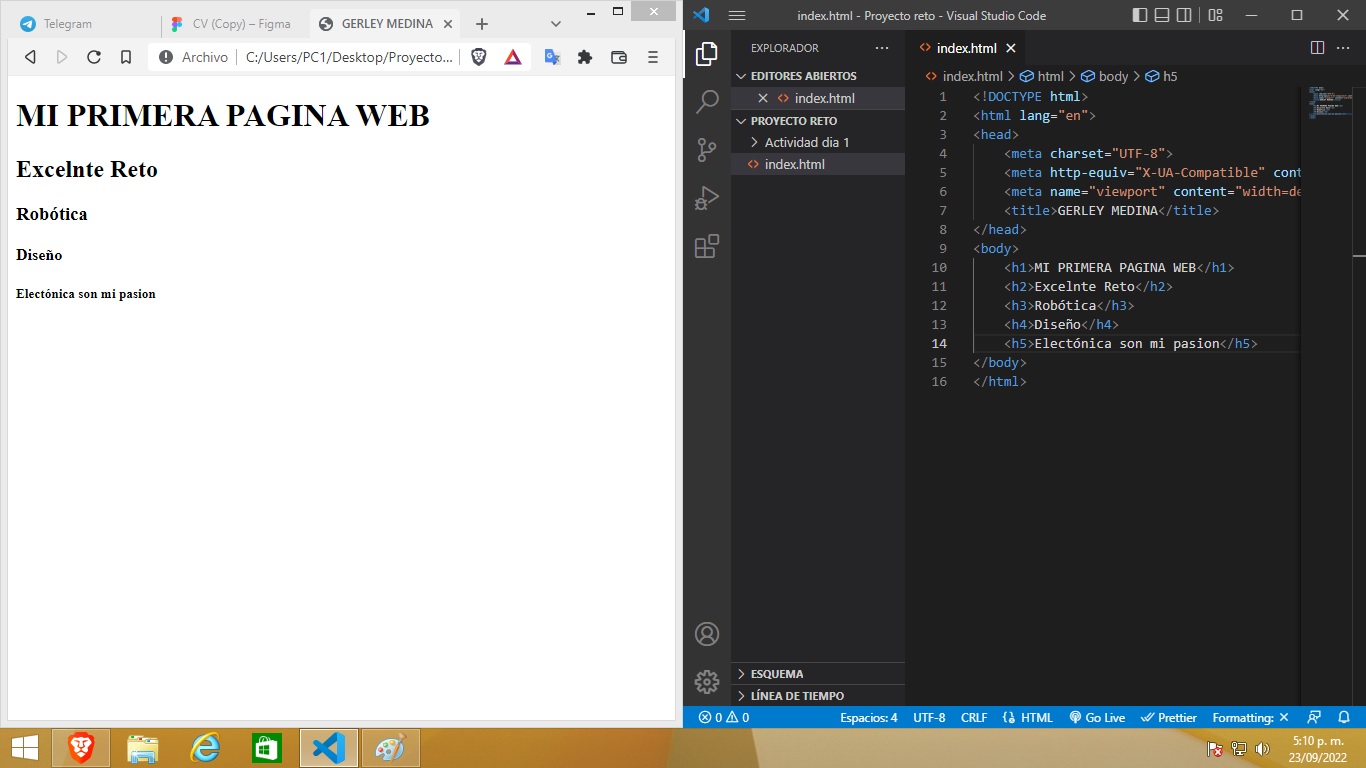 Telegram
CV (Copy) – Figma
GERLEY MEDINA
Archivo
C:/Users/PC1/Desktop/Proyecto...
MI PRIMERA PAGINA WEB
Excelnte Reto
Robótica
Diseño
Electónica son mi pasion
index.html - Proyecto reto - Visual Studio Code
EXPLORADOR
EDITORES ABIERTOS
index.html
PROYECTO RETO
Actividad dia 1
index.html
ESQUEMA
LÍNEA DE TIEMPO
index.html
index.html > html > body > h5
1 <!DOCTYPE html>
2 <html lang="en">
3 <head>
4 <meta charset="UTF-8">
5 <meta http-equiv="X-UA-Compatible" cont
6 <meta name="viewport" content="width=de
7 <title>GERLEY MEDINA</title>
8 </head>
9 <body>
10 <h1>MI PRIMERA PAGINA WEB</h1>
11 <h2>Excelnte Reto</h2>
12 <h3>Robótica</h3>
13 <h4>Diseño</h4>
14 <h5>Electónica son mi pasion</h5>
15 </body>
16 </html>
0 0 Espacios: 4 UTF-8 CRLF {} HTML Go Live Prettier Formatting: ×
5:10 p. m.
23/09/2022